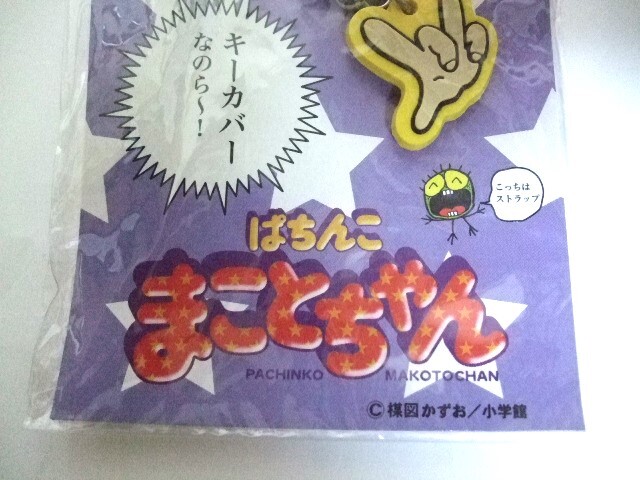 キーカバー
なのら〜！
こっちは
ストラップ
ぱちんこ
まことちゃん
PACHINKO MAKOTOCHAN
©楳図かずお／小学館